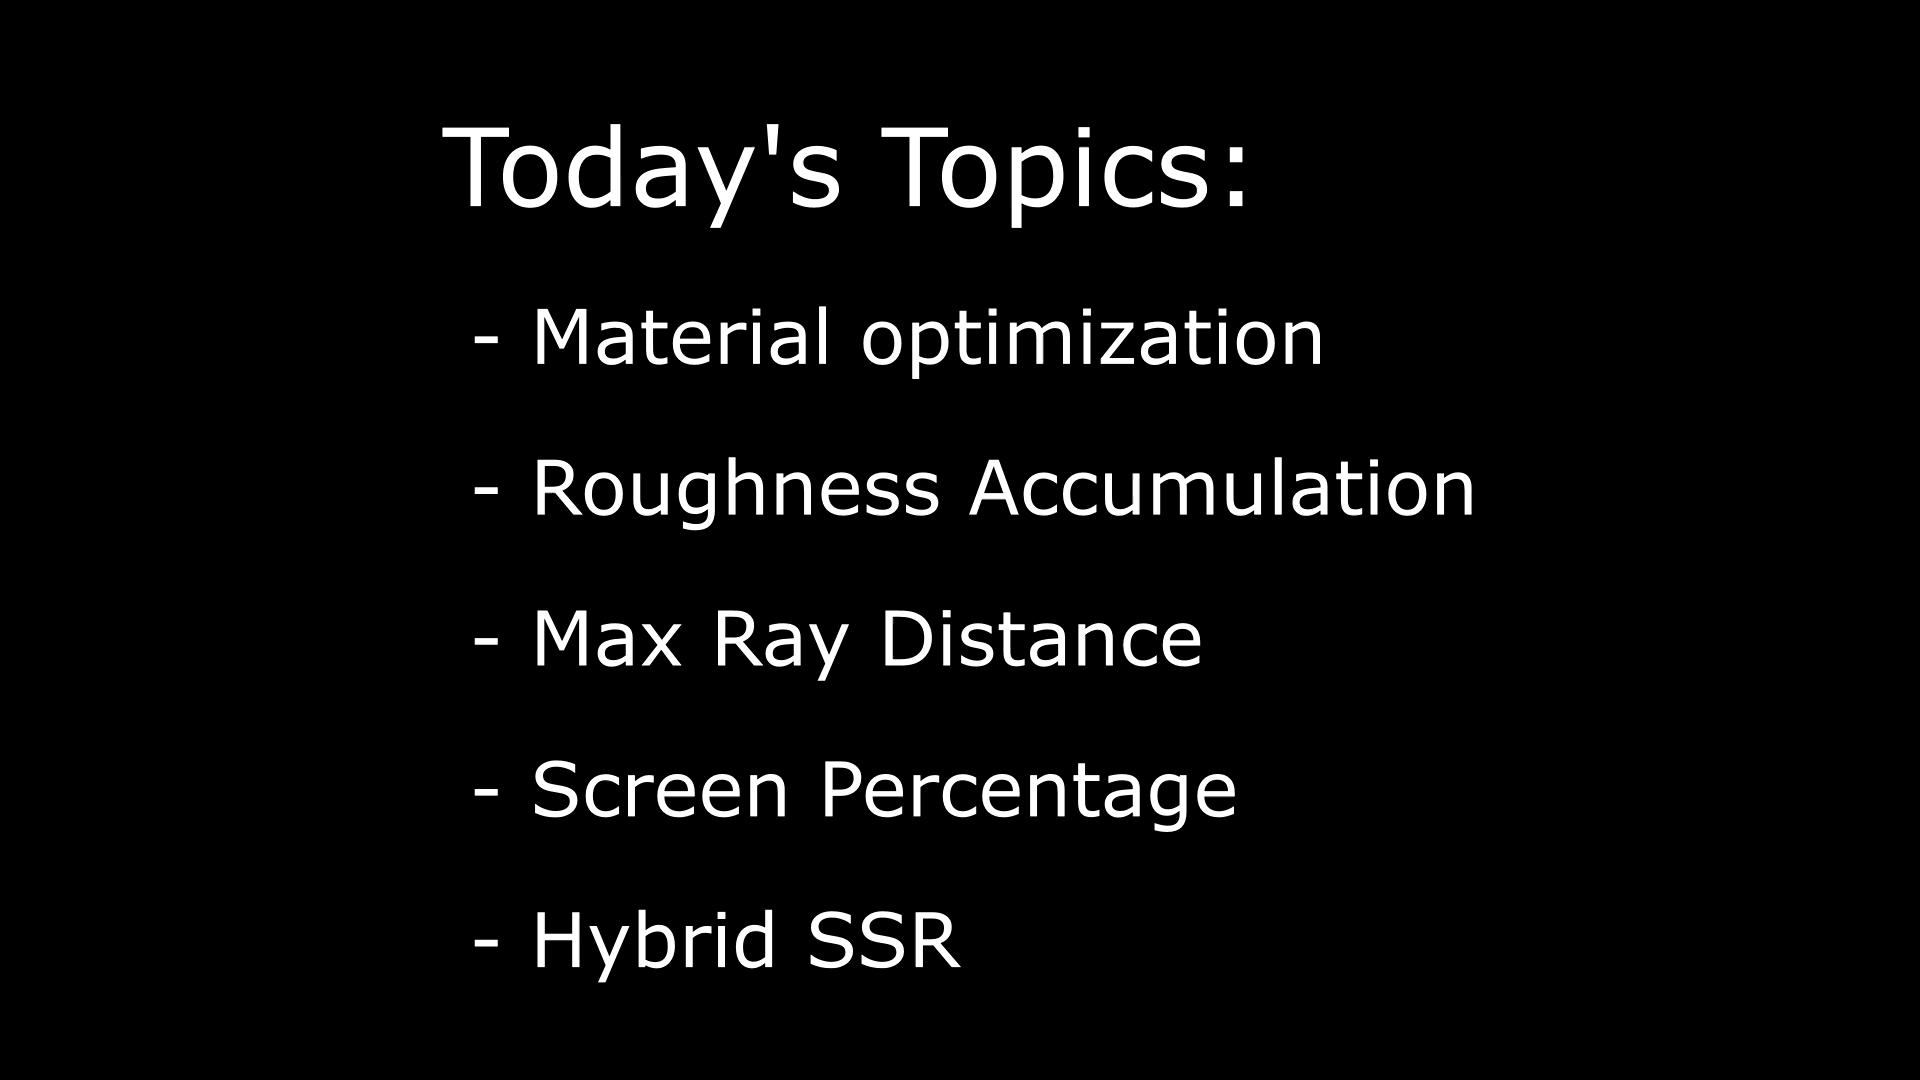 Today's Topics:
- Material optimization
- Roughness Accumulation
- Max Ray Distance
- Screen Percentage
- Hybrid SSR